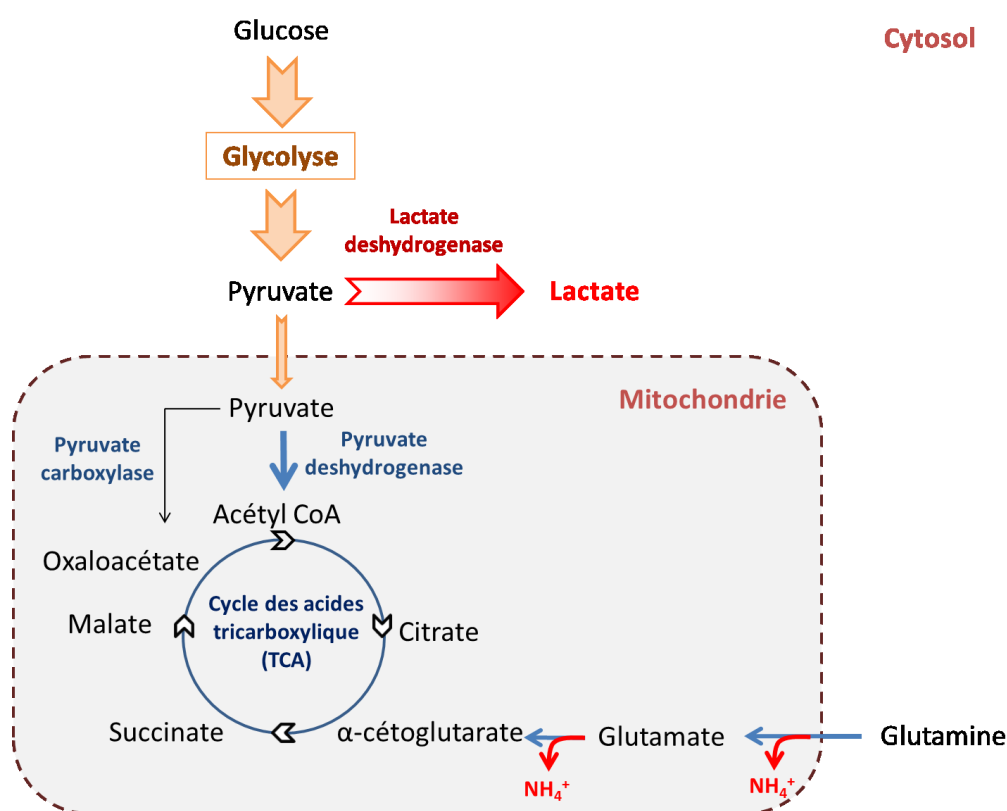 Glucose
Cytosol
Glycolyse
Lactate
deshydrogenase
Pyruvate
Lactate
Pyruvate
Mitochondrie
Pyruvate
carboxylase
Pyruvate
deshydrogenase
Acétyl CoA
Oxaloacétate
Cycle des acides
tricarboxylique
(TCA)
Malate
Citrate
Succinate
α-cétoglutarate
Glutamate
Glutamine
NH₄⁺
NH₄⁺